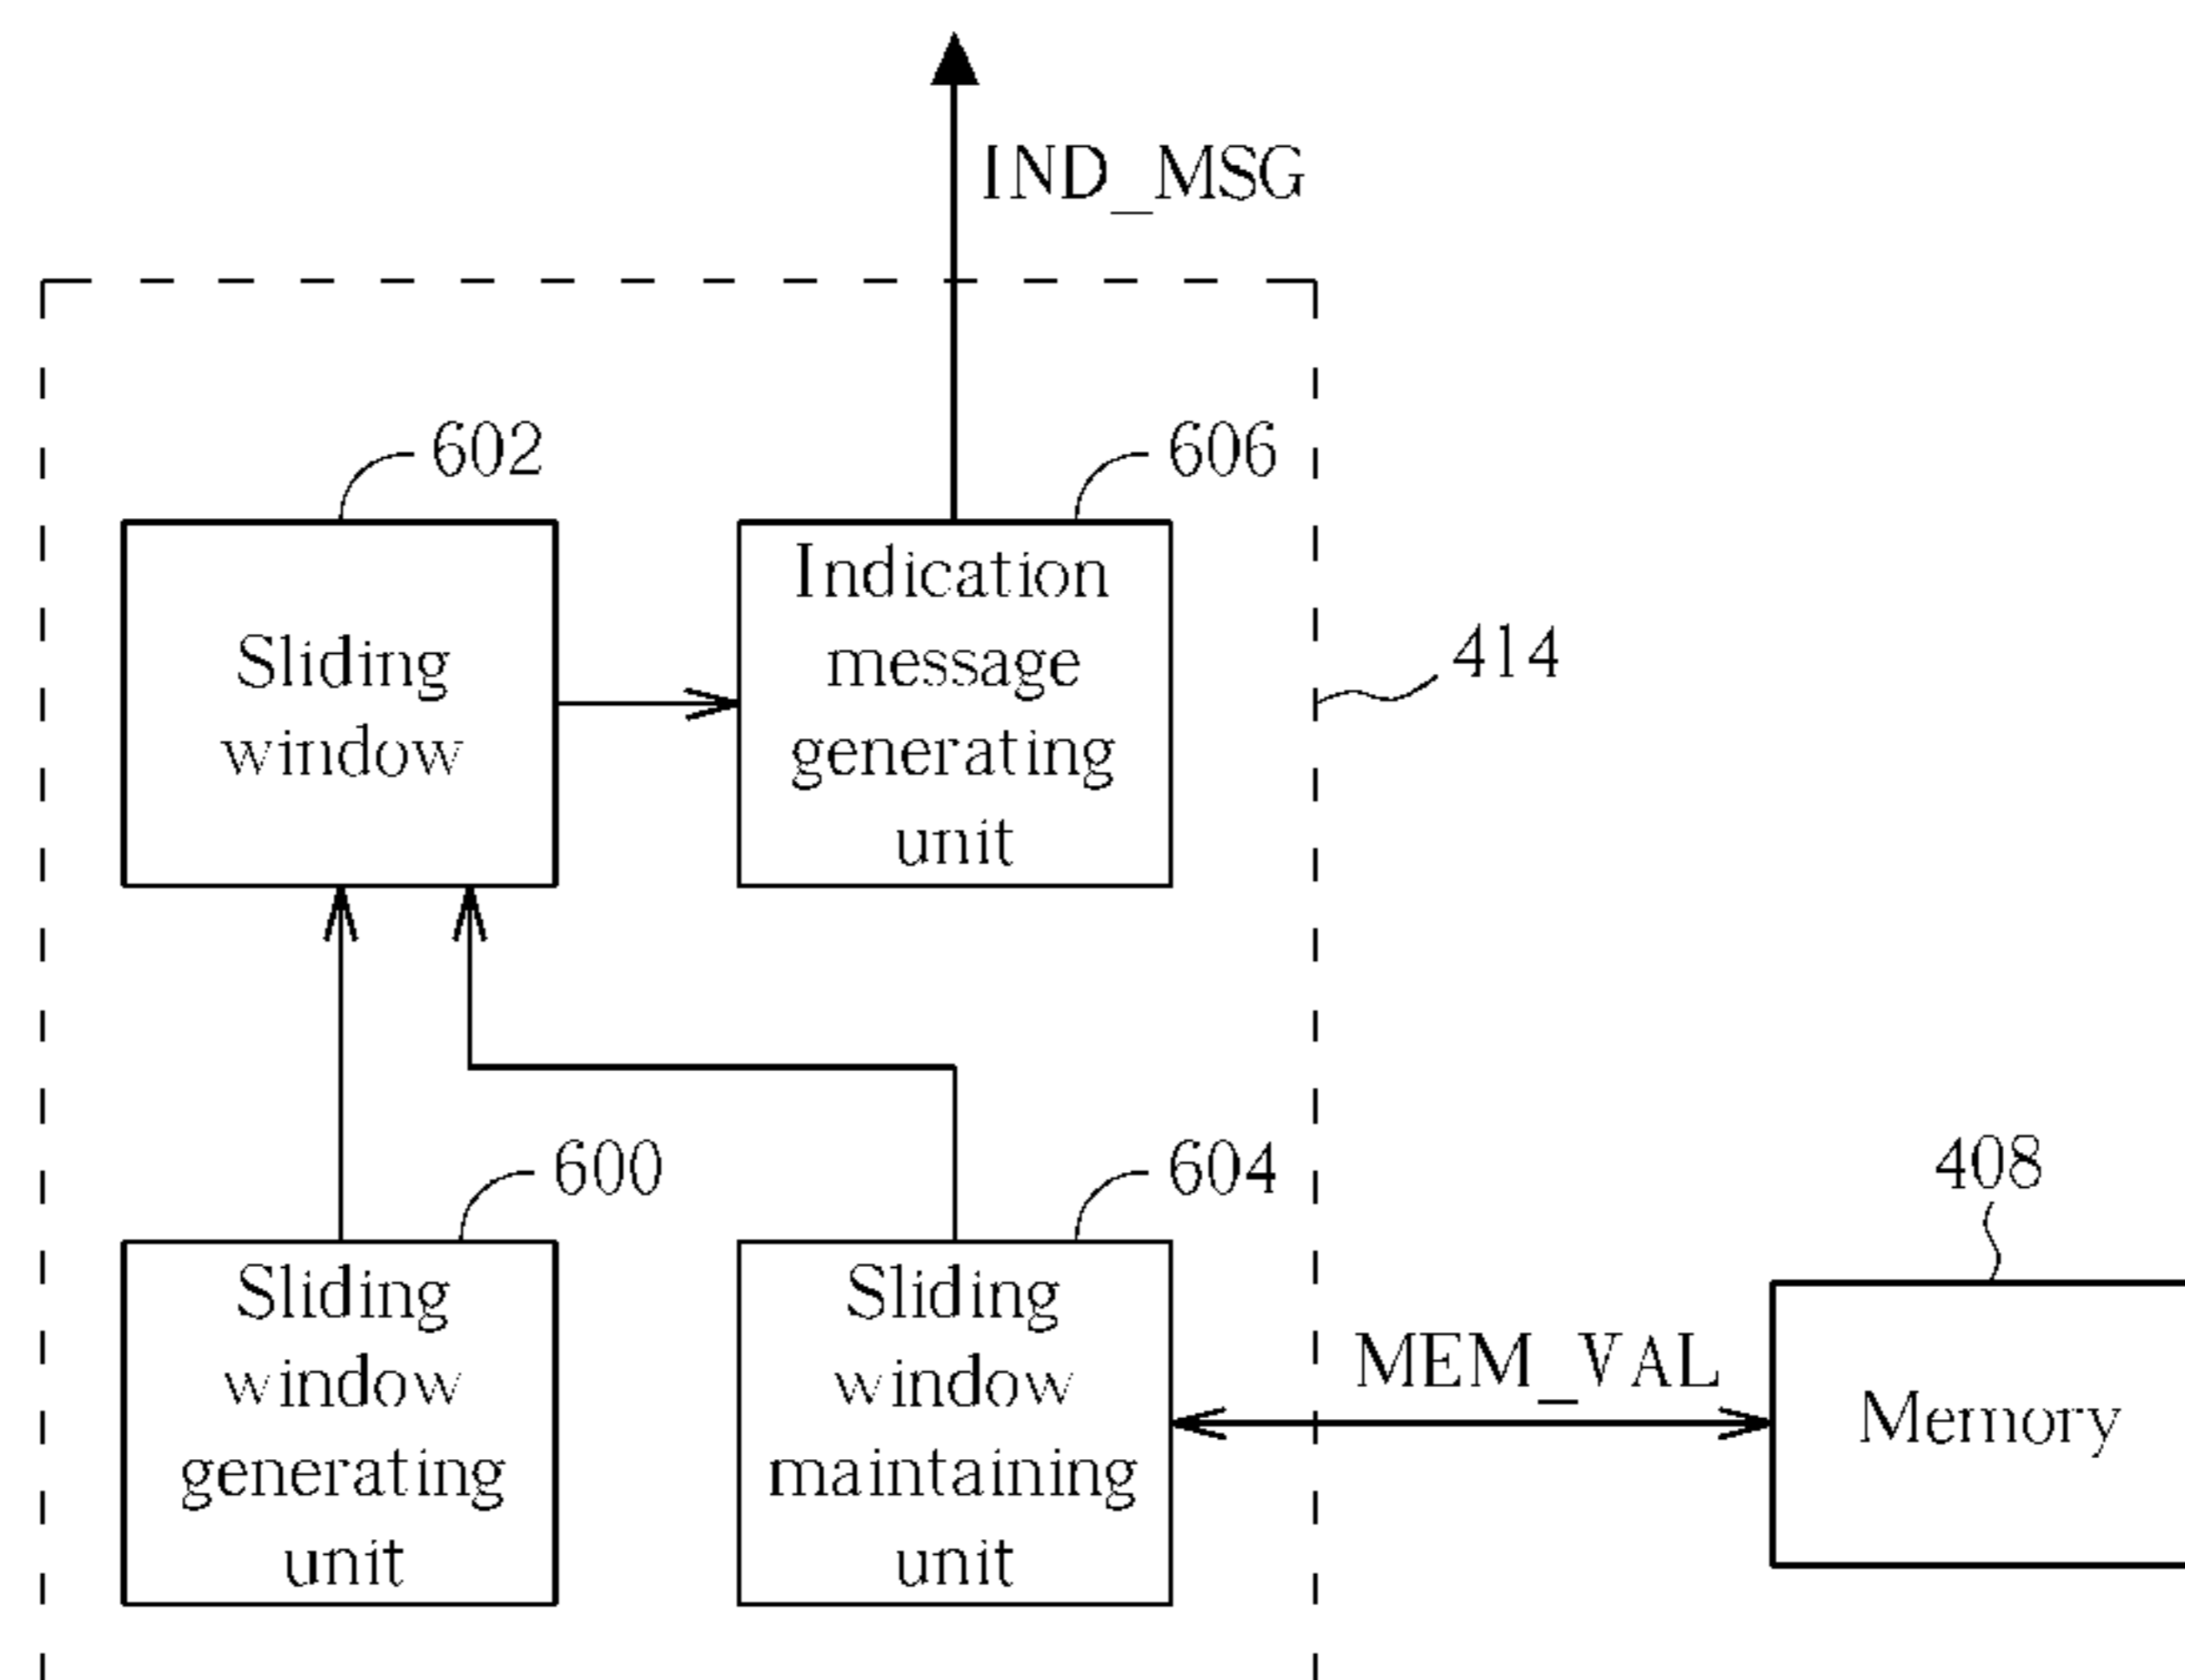 IND_MSG
602
606
Sliding
window
Indication
message
generating
unit
414
600
604
408
Sliding
window
generating
unit
Sliding
window
maintaining
unit
MEM_VAL
Memory